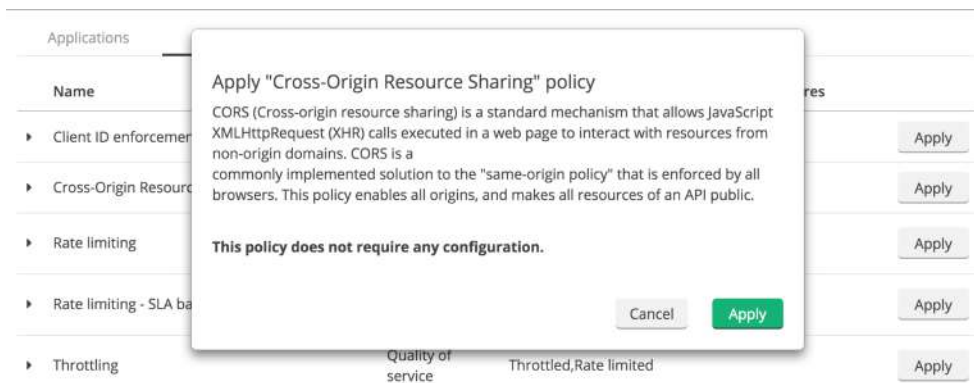 Applications
Name
res
Client ID enforcemen
Apply
Cross-Origin Resourc
Apply
Rate limiting
Apply
Rate limiting - SLA ba
Apply
Throttling
Quality of
service
Throttled,Rate limited
Apply
Apply "Cross-Origin Resource Sharing" policy
CORS (Cross-origin resource sharing) is a standard mechanism that allows JavaScript
XMLHttpRequest (XHR) calls executed in a web page to interact with resources from
non-origin domains. CORS is a
commonly implemented solution to the "same-origin policy" that is enforced by all
browsers. This policy enables all origins, and makes all resources of an API public.
This policy does not require any configuration.
Cancel
Apply